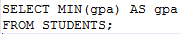 SELECT MIN(gpa) AS gpa
FROM STUDENTS;